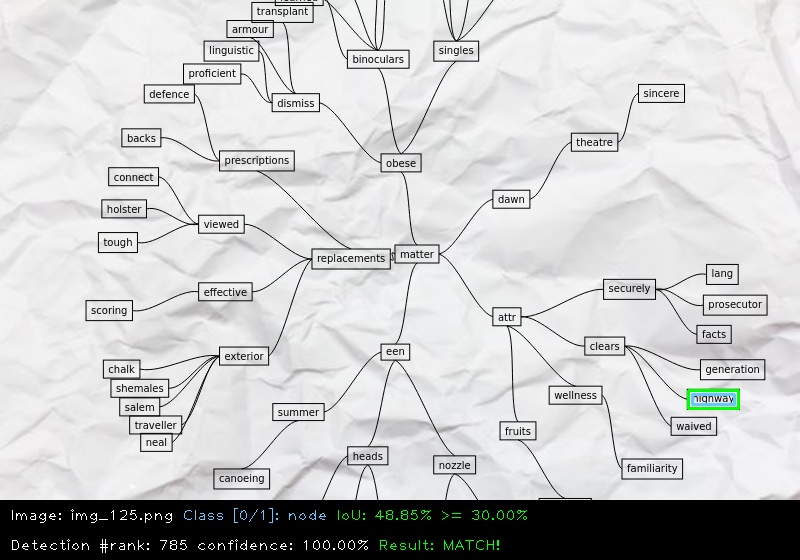 transplant
armour
linguistic
singles
binoculars
proficient
sincere
defence
dismiss
backs
theatre
prescriptions
obese
connect
dawn
holster
viewed
tough
replacements
matter
lang
securely
effective
prosecutor
scoring
attr
facts
clears
een
exterior
chalk
generation
shemales
wellness
highway
salem
summer
traveller
waived
fruits
neal
heads
nozzle
familiarity
canoeing
Image: img_125.png Class [0/1]: node IoU: 48.85% >= 30.00%
Detection #rank: 785 confidence: 100.00% Result: MATCH!